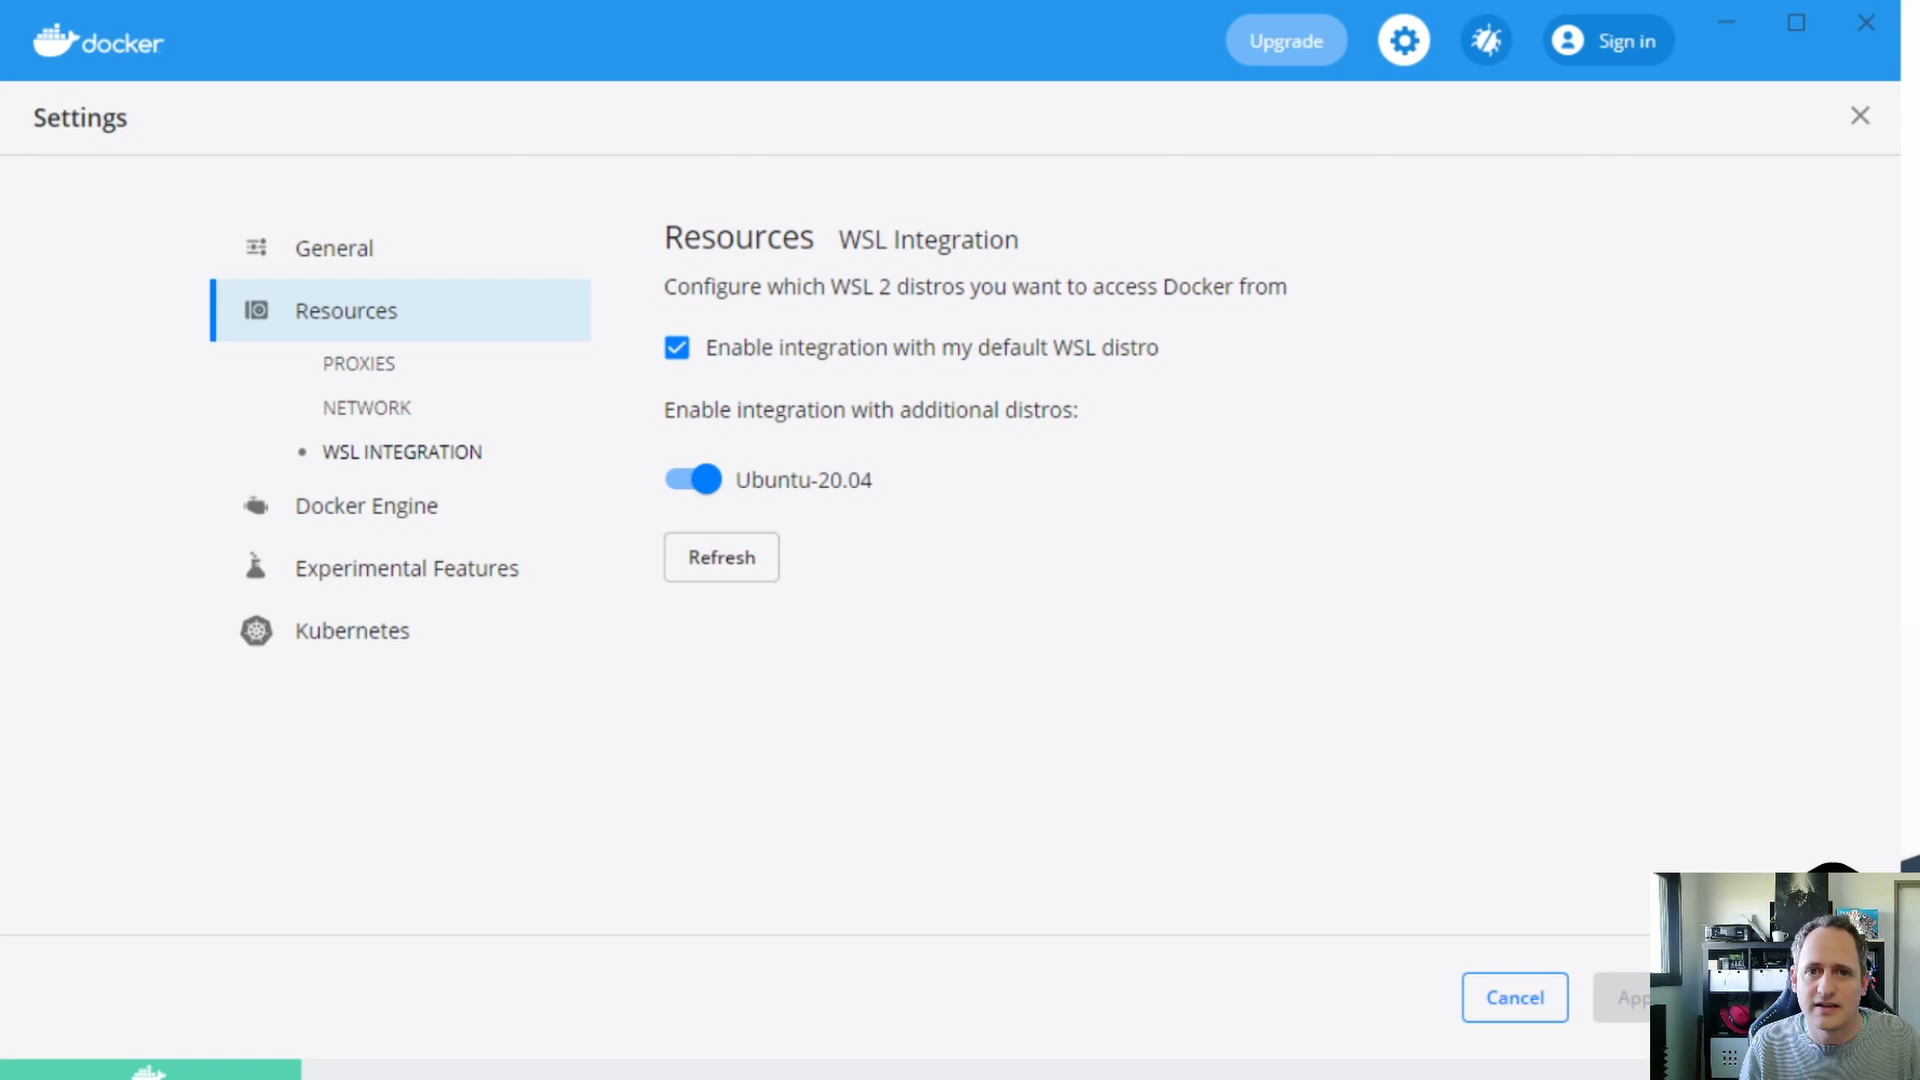 docker
Upgrade
Sign in
Settings
General
Resources
PROXIES
NETWORK
WSL INTEGRATION
Docker Engine
Experimental Features
Kubernetes
Resources WSL Integration
Configure which WSL 2 distros you want to access Docker from
Enable integration with my default WSL distro
Enable integration with additional distros:
Ubuntu-20.04
Refresh
Cancel